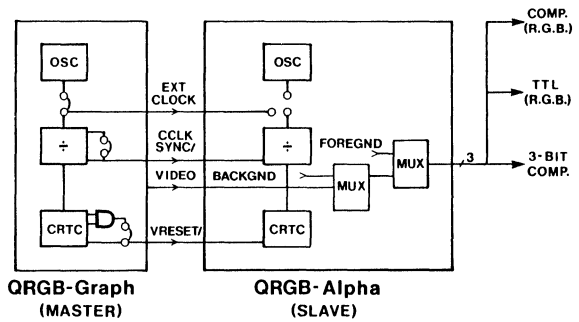 OSC
EXT
CLOCK
OSC
COMP.
(R.G.B.)
TTL
(R.G.B.)
÷
CCLK
SYNC/
÷
FOREGND
MUX
3
3-BIT
COMP.
VIDEO
BACKGND
MUX
CRTC
VRESET/
CRTC
QRGB-Graph
(MASTER)
QRGB-Alpha
(SLAVE)